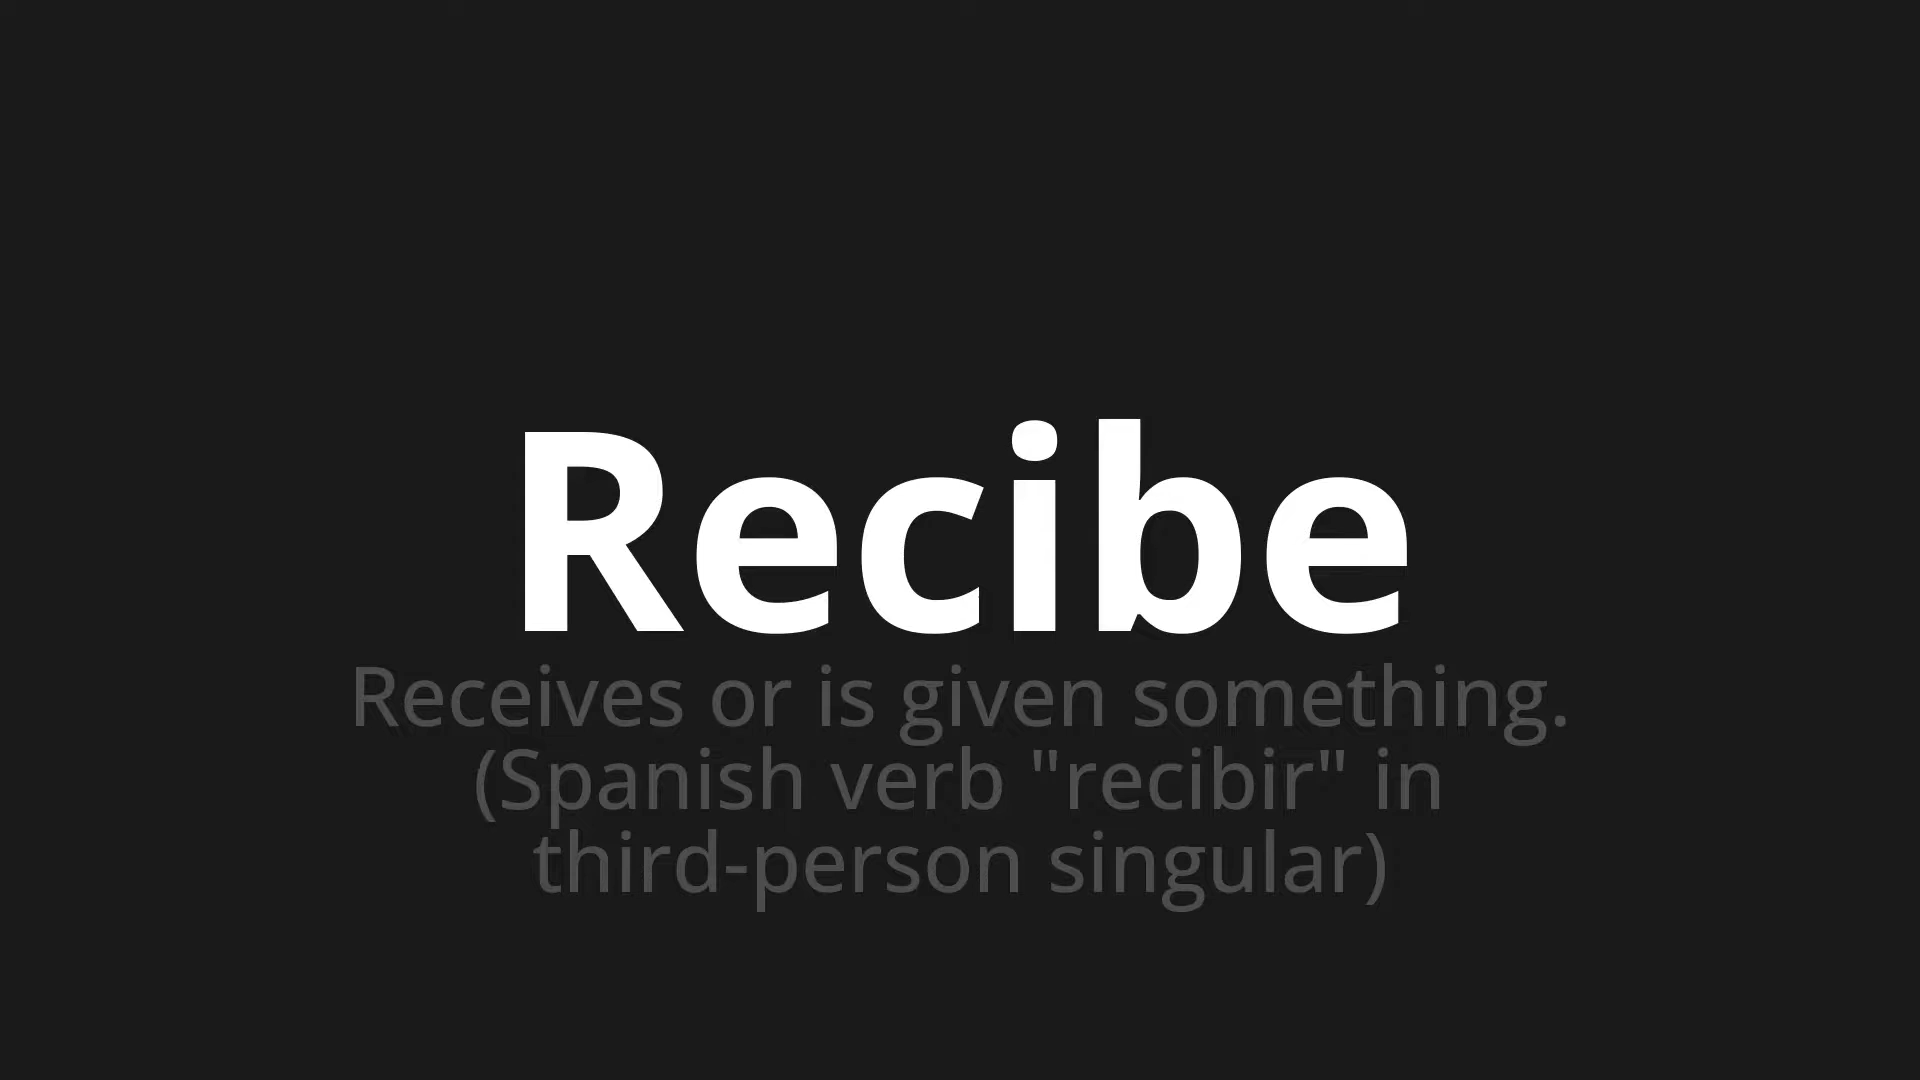 Recibe
Receives or is given something.
(Spanish verb "recibir" in
third-person singular)